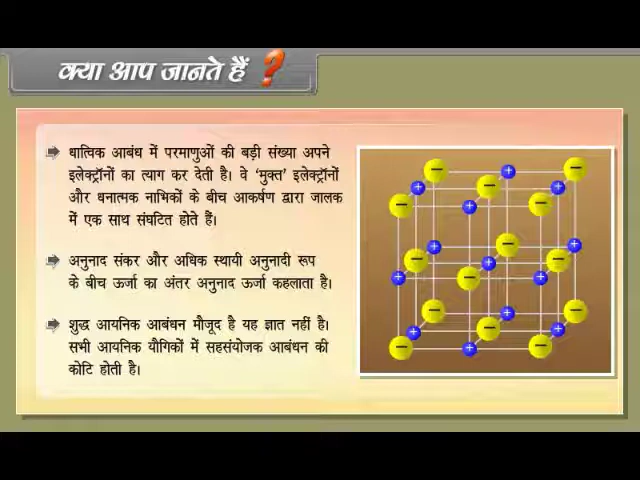 क्या आप जानते हैं ?
धात्विक आबंध में परमाणुओं की बड़ी संख्या अपने
इलेक्ट्रॉनों का त्याग कर देती है। वे ‘मुक्त’ इलेक्ट्रॉनों
और धनात्मक नाभिकों के बीच आकर्षण द्वारा जालक
में एक साथ संघटित होते हैं।
अनुनाद संकर और अधिक स्थायी अनुनादी रूप
के बीच ऊर्जा का अंतर अनुनाद ऊर्जा कहलाता है।
शुद्ध आयनिक आबंधन मौजूद है यह ज्ञात नहीं है।
सभी आयनिक यौगिकों में सहसंयोजक आबंधन की
कोटि होती है।